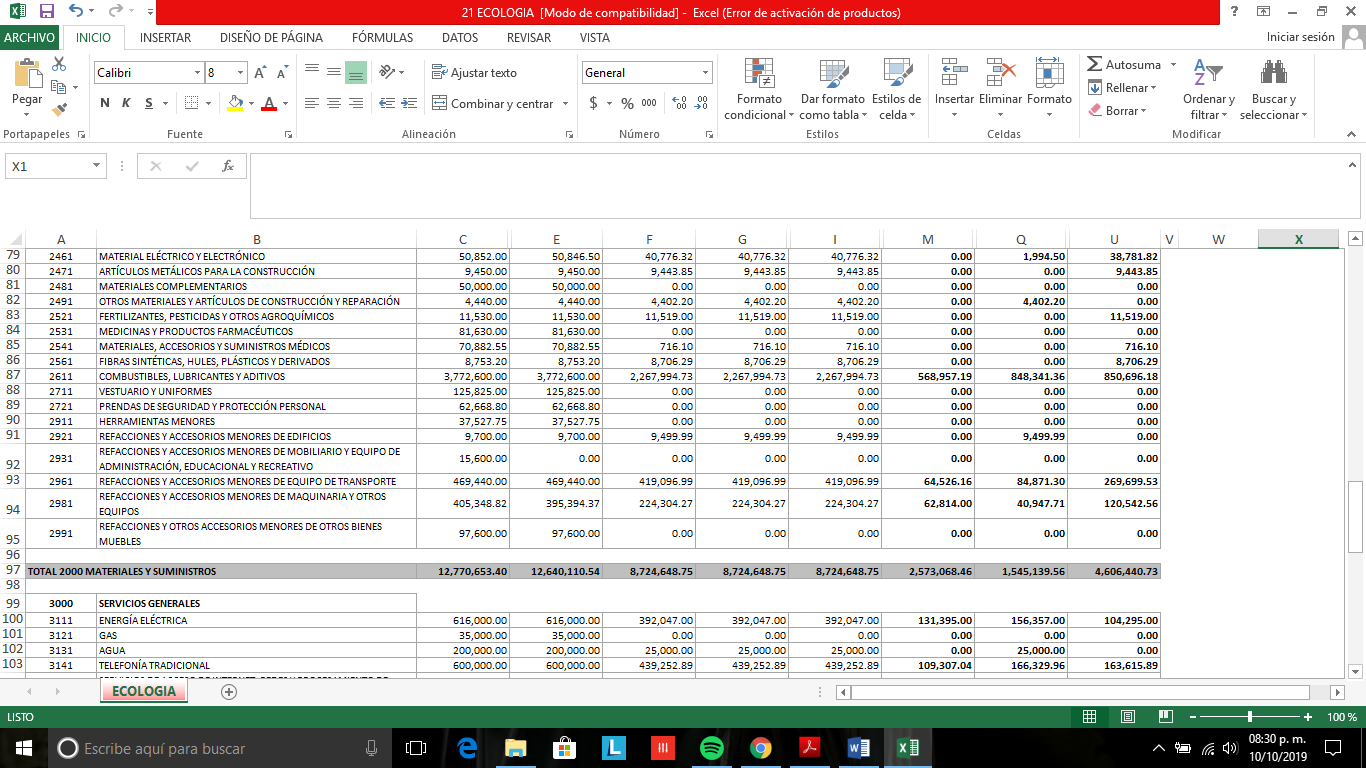 21 ECOLOGIA [Modo de compatibilidad] - Excel (Error de activación de productos)
ARCHIVO INICIO INSERTAR DISEÑO DE PÁGINA FÓRMULAS DATOS REVISAR VISTA Iniciar sesión
Calibri 8 Ajustar texto General Autosuma
Pegar N K S Combinar y centrar $ % 000 Formato condicional Dar formato como tabla Estilos de celda Insertar Eliminar Formato Rellenar Borrar Ordenar y filtrar Buscar y seleccionar
Portapapeles Fuente Alineación Número Estilos Celdas Modificar
X1 fx
A B C E F G I M Q U V W X
79 2461 MATERIAL ELÉCTRICO Y ELECTRÓNICO 50,852.00 50,846.50 40,776.32 40,776.32 40,776.32 0.00 1,994.50 38,781.82
80 2471 ARTÍCULOS METÁLICOS PARA LA CONSTRUCCIÓN 9,450.00 9,450.00 9,443.85 9,443.85 9,443.85 0.00 0.00 9,443.85
81 2481 MATERIALES COMPLEMENTARIOS 50,000.00 50,000.00 0.00 0.00 0.00 0.00 0.00 0.00
82 2491 OTROS MATERIALES Y ARTÍCULOS DE CONSTRUCCIÓN Y REPARACIÓN 4,440.00 4,440.00 4,402.20 4,402.20 4,402.20 0.00 4,402.20 0.00
83 2521 FERTILIZANTES, PESTICIDAS Y OTROS AGROQUÍMICOS 11,530.00 11,530.00 11,519.00 11,519.00 11,519.00 0.00 0.00 11,519.00
84 2531 MEDICINAS Y PRODUCTOS FARMACÉUTICOS 81,630.00 81,630.00 0.00 0.00 0.00 0.00 0.00 0.00
85 2541 MATERIALES, ACCESORIOS Y SUMINISTROS MÉDICOS 70,882.55 70,882.55 716.10 716.10 716.10 0.00 0.00 716.10
86 2561 FIBRAS SINTÉTICAS, HULES, PLÁSTICOS Y DERIVADOS 8,753.20 8,753.20 8,706.29 8,706.29 8,706.29 0.00 0.00 8,706.29
87 2611 COMBUSTIBLES, LUBRICANTES Y ADITIVOS 3,772,600.00 3,772,600.00 2,267,994.73 2,267,994.73 2,267,994.73 568,957.19 848,341.36 850,696.18
88 2711 VESTUARIO Y UNIFORMES 125,825.00 125,825.00 0.00 0.00 0.00 0.00 0.00 0.00
89 2721 PRENDAS DE SEGURIDAD Y PROTECCIÓN PERSONAL 62,668.80 62,668.80 0.00 0.00 0.00 0.00 0.00 0.00
90 2911 HERRAMIENTAS MENORES 37,527.75 37,527.75 0.00 0.00 0.00 0.00 0.00 0.00
91 2921 REFACCIONES Y ACCESORIOS MENORES DE EDIFICIOS 9,700.00 9,700.00 9,499.99 9,499.99 9,499.99 0.00 9,499.99 0.00
92 2931 REFACCIONES Y ACCESORIOS MENORES DE MOBILIARIO Y EQUIPO DE
ADMINISTRACIÓN, EDUCACIONAL Y RECREATIVO 15,600.00 0.00 0.00 0.00 0.00 0.00 0.00 0.00
93 2961 REFACCIONES Y ACCESORIOS MENORES DE EQUIPO DE TRANSPORTE 469,440.00 469,440.00 419,096.99 419,096.99 419,096.99 64,526.16 84,871.30 269,699.53
94 2981 REFACCIONES Y ACCESORIOS MENORES DE MAQUINARIA Y OTROS
EQUIPOS 405,348.82 395,394.37 224,304.27 224,304.27 224,304.27 62,814.00 40,947.71 120,542.56
95 2991 REFACCIONES Y OTROS ACCESORIOS MENORES DE OTROS BIENES
MUEBLES 97,600.00 97,600.00 0.00 0.00 0.00 0.00 0.00 0.00
96
97 TOTAL 2000 MATERIALES Y SUMINISTROS 12,770,653.40 12,640,110.54 8,724,648.75 8,724,648.75 8,724,648.75 2,573,068.46 1,545,139.56 4,606,440.73
98
99 3000 SERVICIOS GENERALES
100 3111 ENERGÍA ELÉCTRICA 616,000.00 616,000.00 392,047.00 392,047.00 392,047.00 131,395.00 156,357.00 104,295.00
101 3121 GAS 35,000.00 35,000.00 0.00 0.00 0.00 0.00 0.00 0.00
102 3131 AGUA 200,000.00 200,000.00 25,000.00 25,000.00 25,000.00 0.00 25,000.00 0.00
103 3141 TELEFONÍA TRADICIONAL 600,000.00 600,000.00 439,252.89 439,252.89 439,252.89 109,307.04 166,329.96 163,615.89
ECOLOGIA
LISTO 100 %
Escribe aquí para buscar 08:30 p. m.
10/10/2019